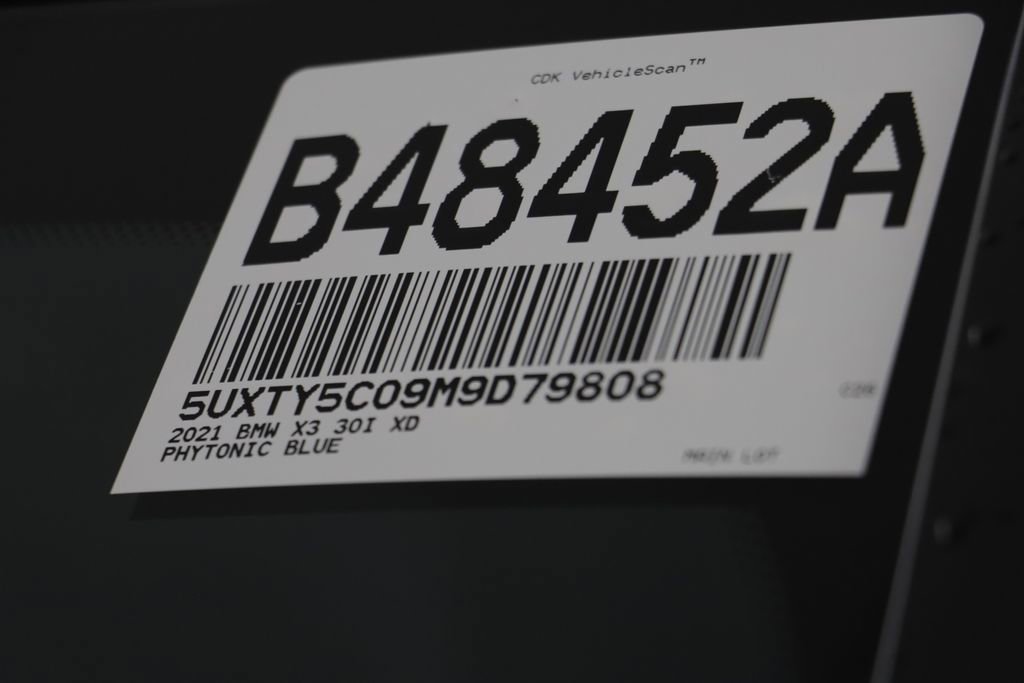 CDK VehicleScan™
B48452A
5UXTY5C09M9D79808
2021 BMW X3 30I XD
PHYTONIC BLUE
MAIN LOT